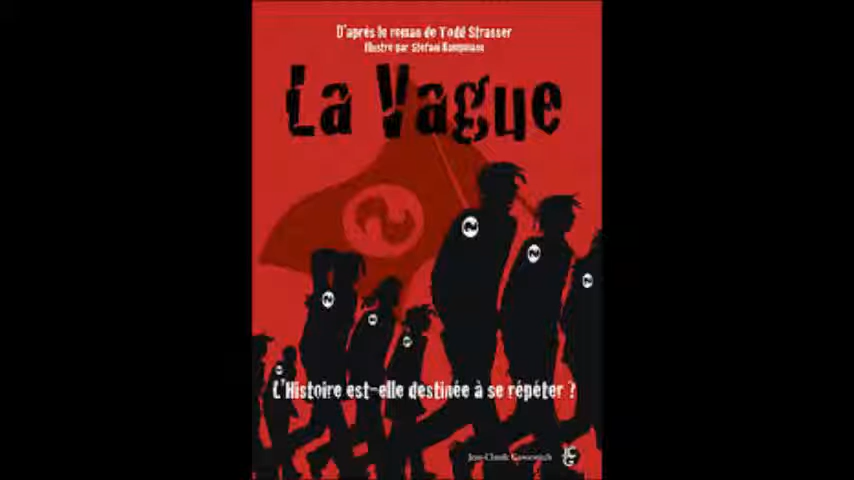 D'après le roman de Todd Strasser
Illustré par Stefani Kampmann
La Vague
L'Histoire est-elle destinée à se répéter ?
Jean-Claude Gawsewitch